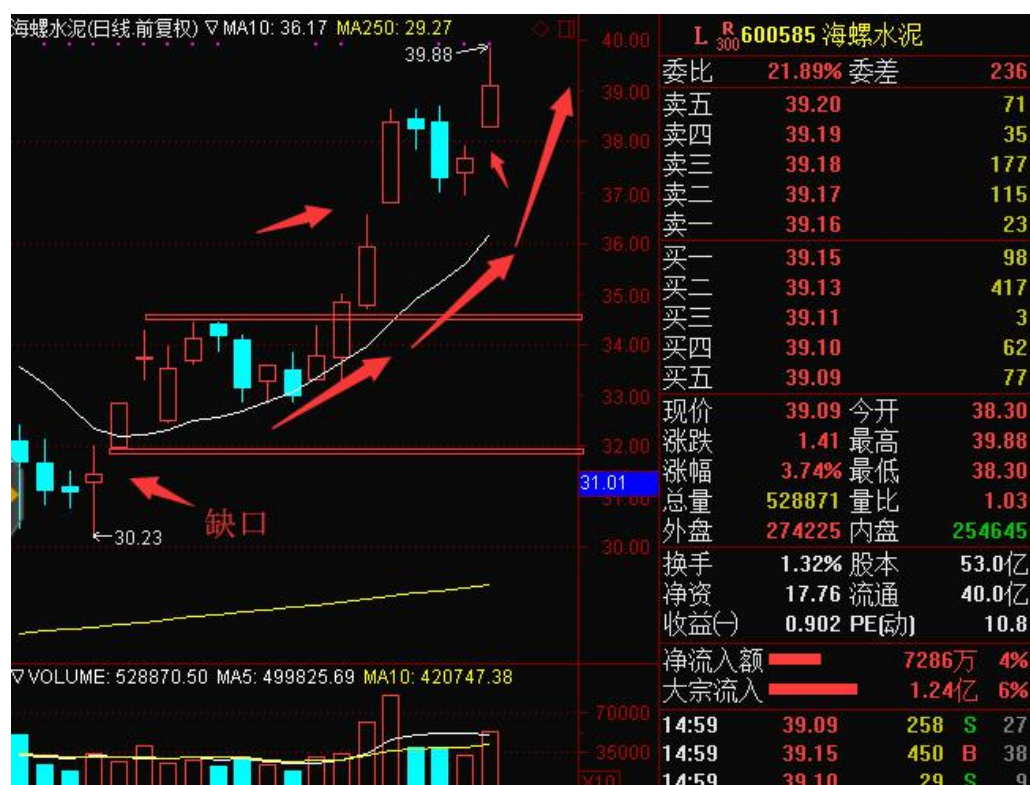 海螺水泥(日线.前复权) ▽ MA10: 36.17 MA250: 29.27
39.88
40.00
39.00
38.00
37.00
36.00
35.00
34.00
33.00
32.00
31.01
31.00
30.00
缺口
30.23
▽VOLUME: 528870.50 MA5: 499825.69 MA10: 420747.38
70000
35000
X10
L R300 600585 海螺水泥
委比 21.89% 委差 236
卖五 39.20 71
卖四 39.19 35
卖三 39.18 177
卖二 39.17 115
卖一 39.16 23
买一 39.15 98
买二 39.13 417
买三 39.11 3
买四 39.10 62
买五 39.09 77
现价 39.09 今开 38.30
涨跌 1.41 最高 39.88
涨幅 3.74% 最低 38.30
总量 528871 量比 1.03
外盘 274225 内盘 254645
换手 1.32% 股本 53.0亿
净资 17.76 流通 40.0亿
收益(一) 0.902 PE(动) 10.8
净流入额 7286万 4%
大宗流入 1.24亿 6%
14:59 39.09 258 S 27
14:59 39.15 450 B 38
14:59 39.10 29 S 9